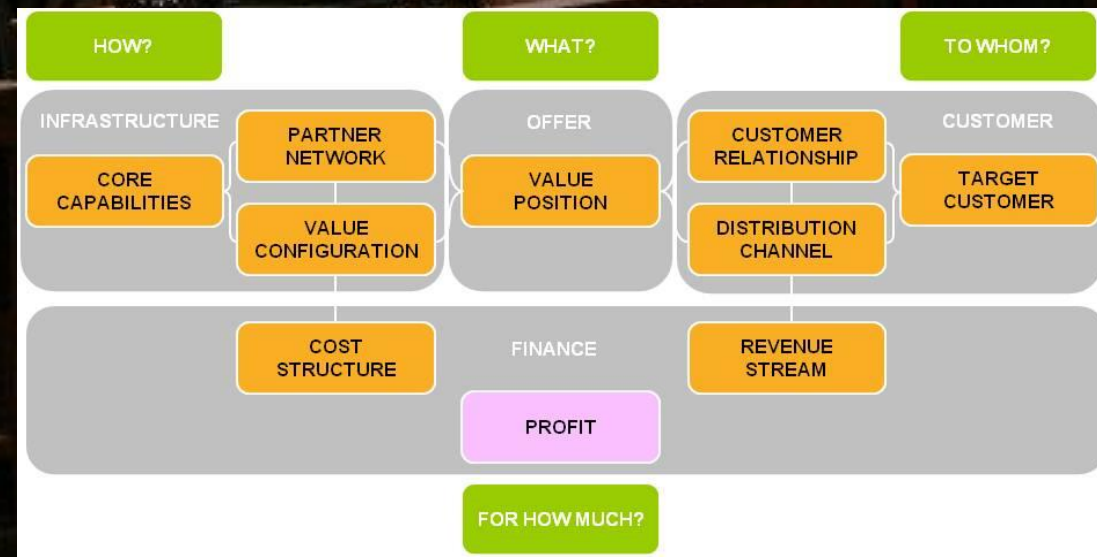 HOW?
WHAT?
TO WHOM?
INFRASTRUCTURE
PARTNER
NETWORK
CORE
CAPABILITIES
VALUE
CONFIGURATION
OFFER
VALUE
POSITION
CUSTOMER
RELATIONSHIP
CUSTOMER
DISTRIBUTION
CHANNEL
TARGET
CUSTOMER
COST
STRUCTURE
FINANCE
REVENUE
STREAM
PROFIT
FOR HOW MUCH?